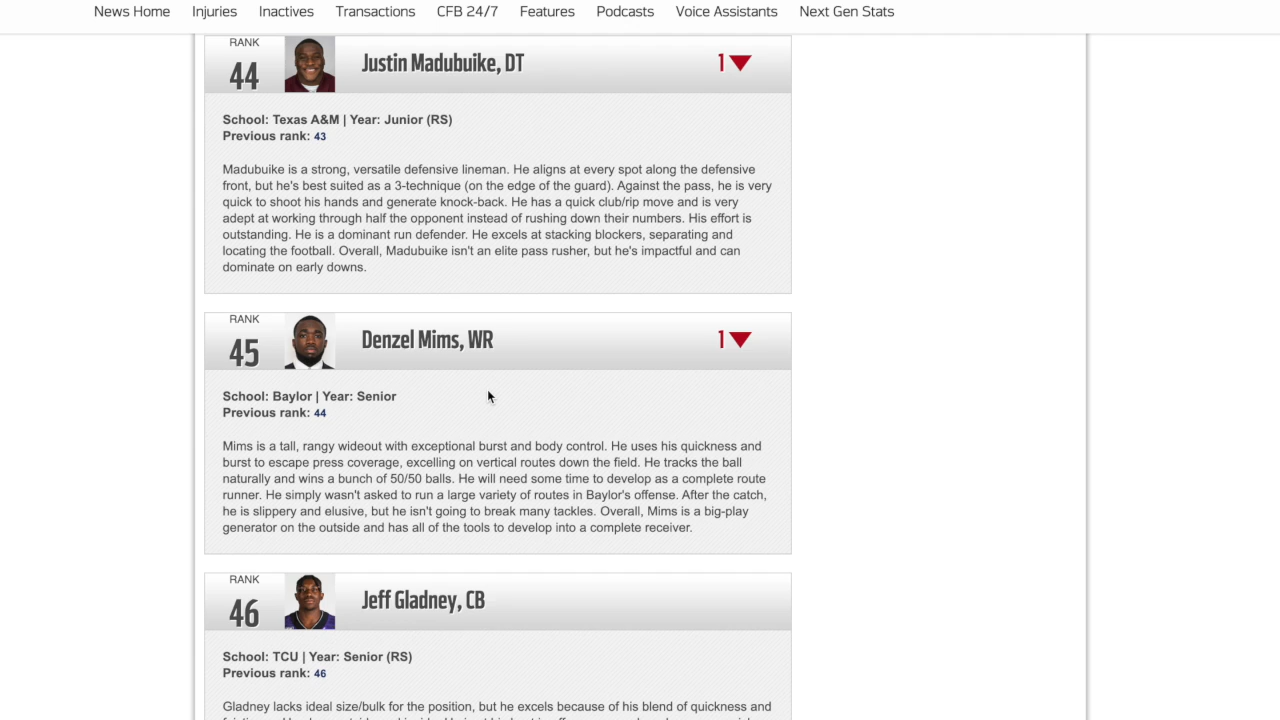 News Home Injuries Inactives Transactions CFB 24/7 Features Podcasts Voice Assistants Next Gen Stats
RANK
44
Justin Madubuike, DT
1
School: Texas A&M | Year: Junior (RS)
Previous rank: 43
Madubuike is a strong, versatile defensive lineman. He aligns at every spot along the defensive
front, but he's best suited as a 3-technique (on the edge of the guard). Against the pass, he is very
quick to shoot his hands and generate knock-back. He has a quick club/rip move and is very
adept at working through half the opponent instead of rushing down their numbers. His effort is
outstanding. He is a dominant run defender. He excels at stacking blockers, separating and
locating the football. Overall, Madubuike isn't an elite pass rusher, but he's impactful and can
dominate on early downs.
RANK
45
Denzel Mims, WR
1
School: Baylor | Year: Senior
Previous rank: 44
Mims is a tall, rangy wideout with exceptional burst and body control. He uses his quickness and
burst to escape press coverage, excelling on vertical routes down the field. He tracks the ball
naturally and wins a bunch of 50/50 balls. He will need some time to develop as a complete route
runner. He simply wasn't asked to run a large variety of routes in Baylor's offense. After the catch,
he is slippery and elusive, but he isn't going to break many tackles. Overall, Mims is a big-play
generator on the outside and has all of the tools to develop into a complete receiver.
RANK
46
Jeff Gladney, CB
School: TCU | Year: Senior (RS)
Previous rank: 46
Gladney lacks ideal size/bulk for the position, but he excels because of his blend of quickness and